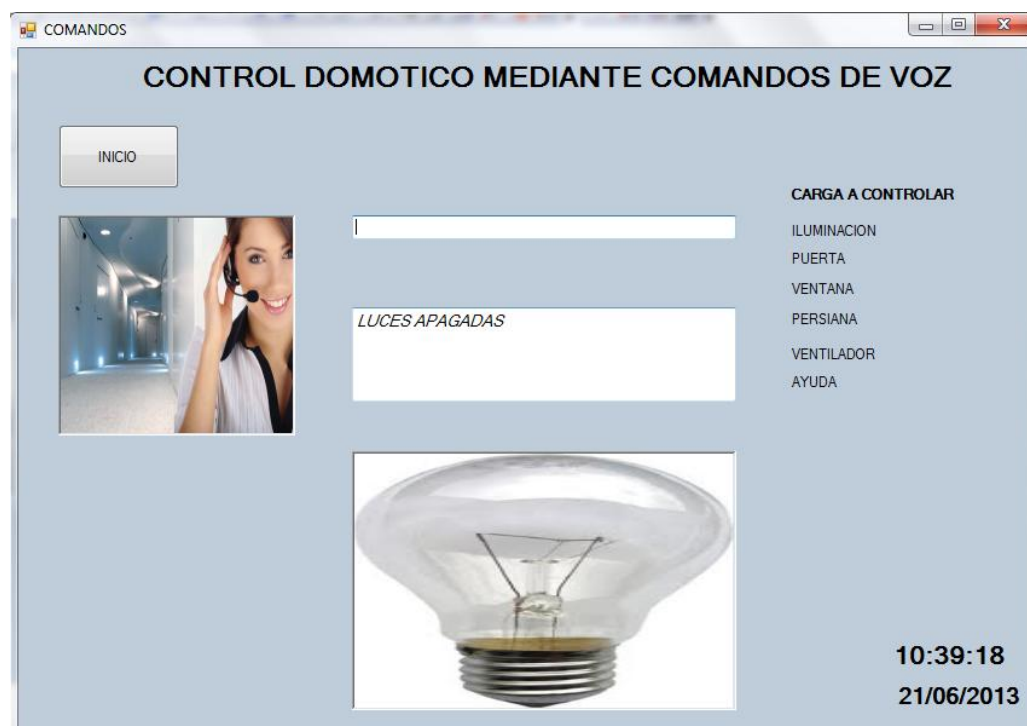 COMANDOS
CONTROL DOMOTICO MEDIANTE COMANDOS DE VOZ
INICIO
CARGA A CONTROLAR
ILUMINACION
PUERTA
VENTANA
PERSIANA
VENTILADOR
AYUDA
LUCES APAGADAS
10:39:18
21/06/2013